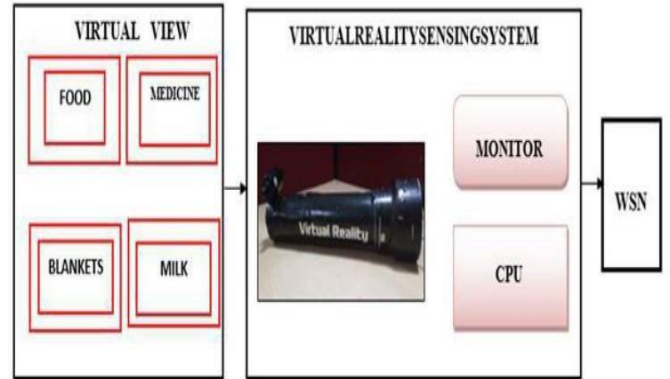 VIRTUAL VIEW
FOOD
MEDICINE
BLANKETS
MILK
VIRTUALREALITYSENSINGSYSTEM
Virtual Reality
MONITOR
CPU
WSN